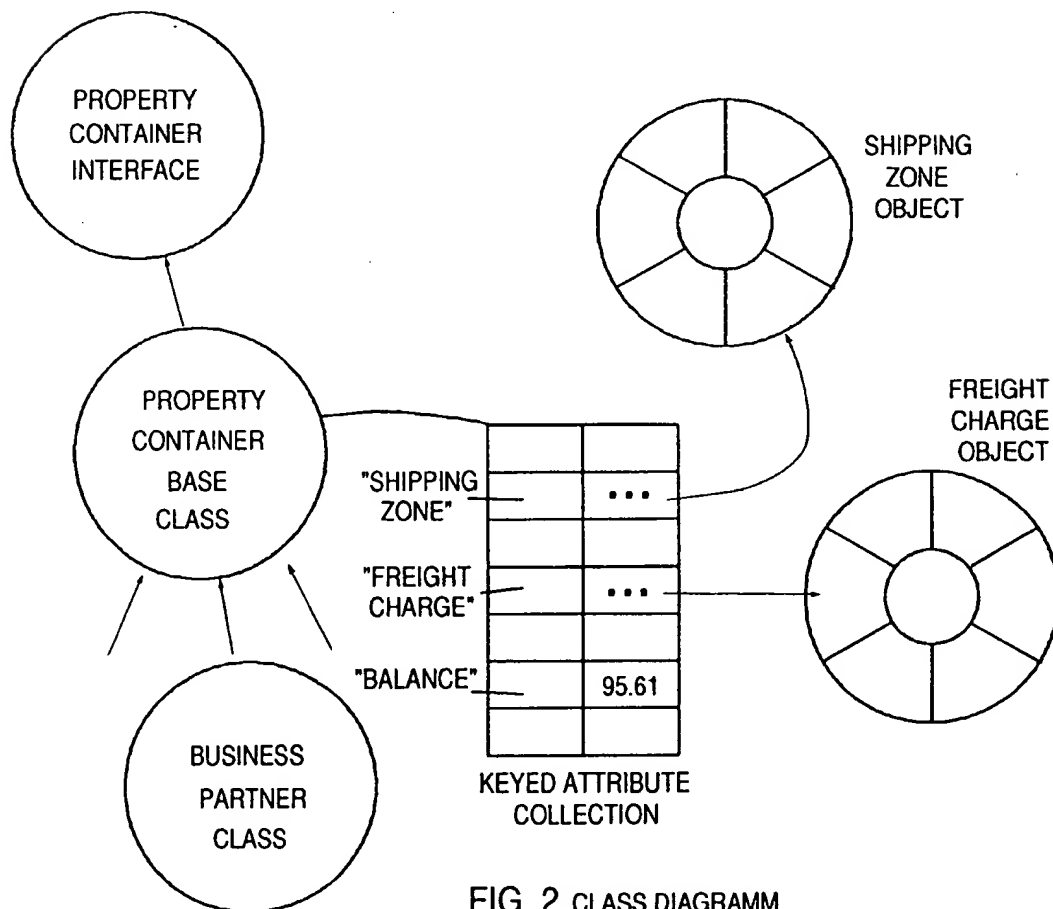 PROPERTY
CONTAINER
INTERFACE
SHIPPING
ZONE
OBJECT
PROPERTY
CONTAINER
BASE
CLASS
FREIGHT
CHARGE
OBJECT
"SHIPPING
ZONE"
"FREIGHT
CHARGE"
"BALANCE"
95.61
BUSINESS
PARTNER
CLASS
KEYED ATTRIBUTE
COLLECTION
FIG. 2 CLASS DIAGRAMM